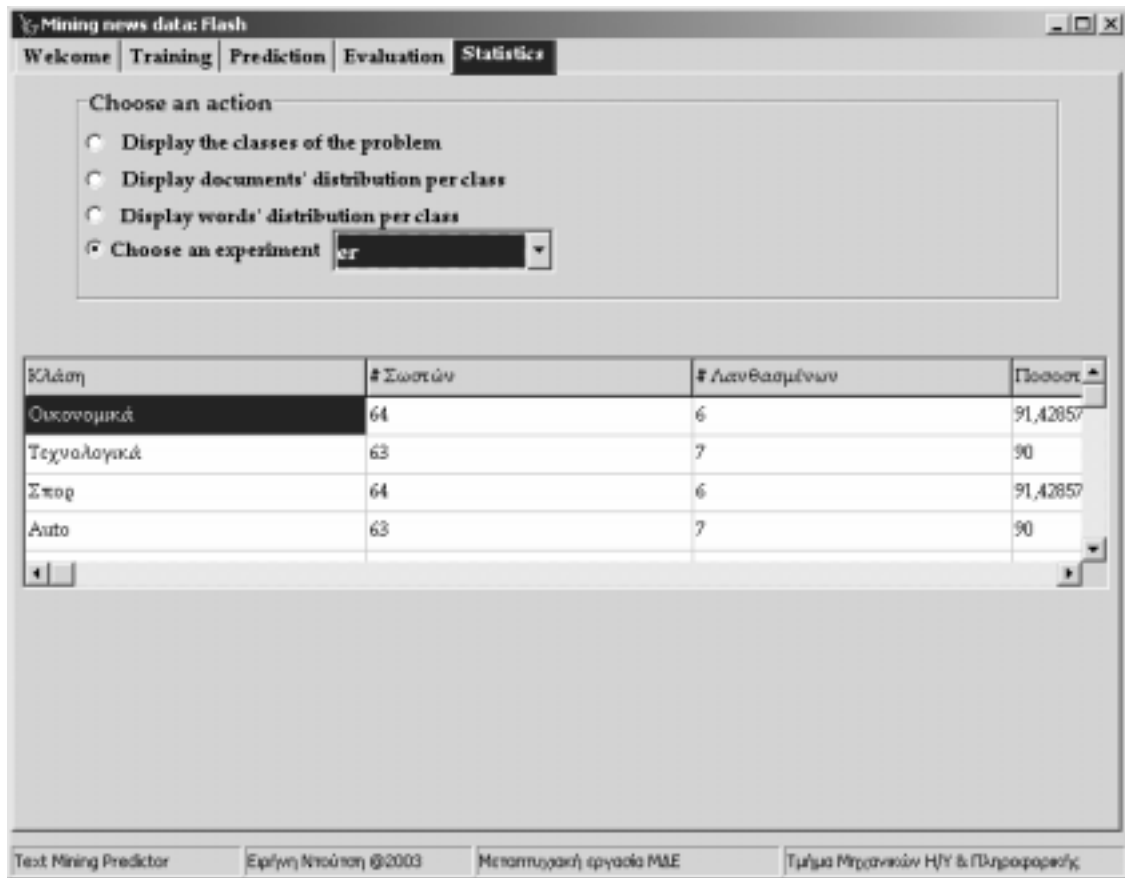 Mining news data: Flash
Welcome Training Prediction Evaluation Statistics
Choose an action
Display the classes of the problem
Display documents' distribution per class
Display words' distribution per class
Choose an experiment er
Κλάση # Σωστών # Λανθασμένων Ποσοστ
Οικονομικά 64 6 91,42857
Τεχνολογικά 63 7 90
Σπορ 64 6 91,42857
Auto 63 7 90
Text Mining Predictor Ειρήνη Ντούτση @2003 Μεταπτυχιακή εργασία ΜΔΕ Τμήμα Μηχανικών Η/Υ & Πληροφορικής